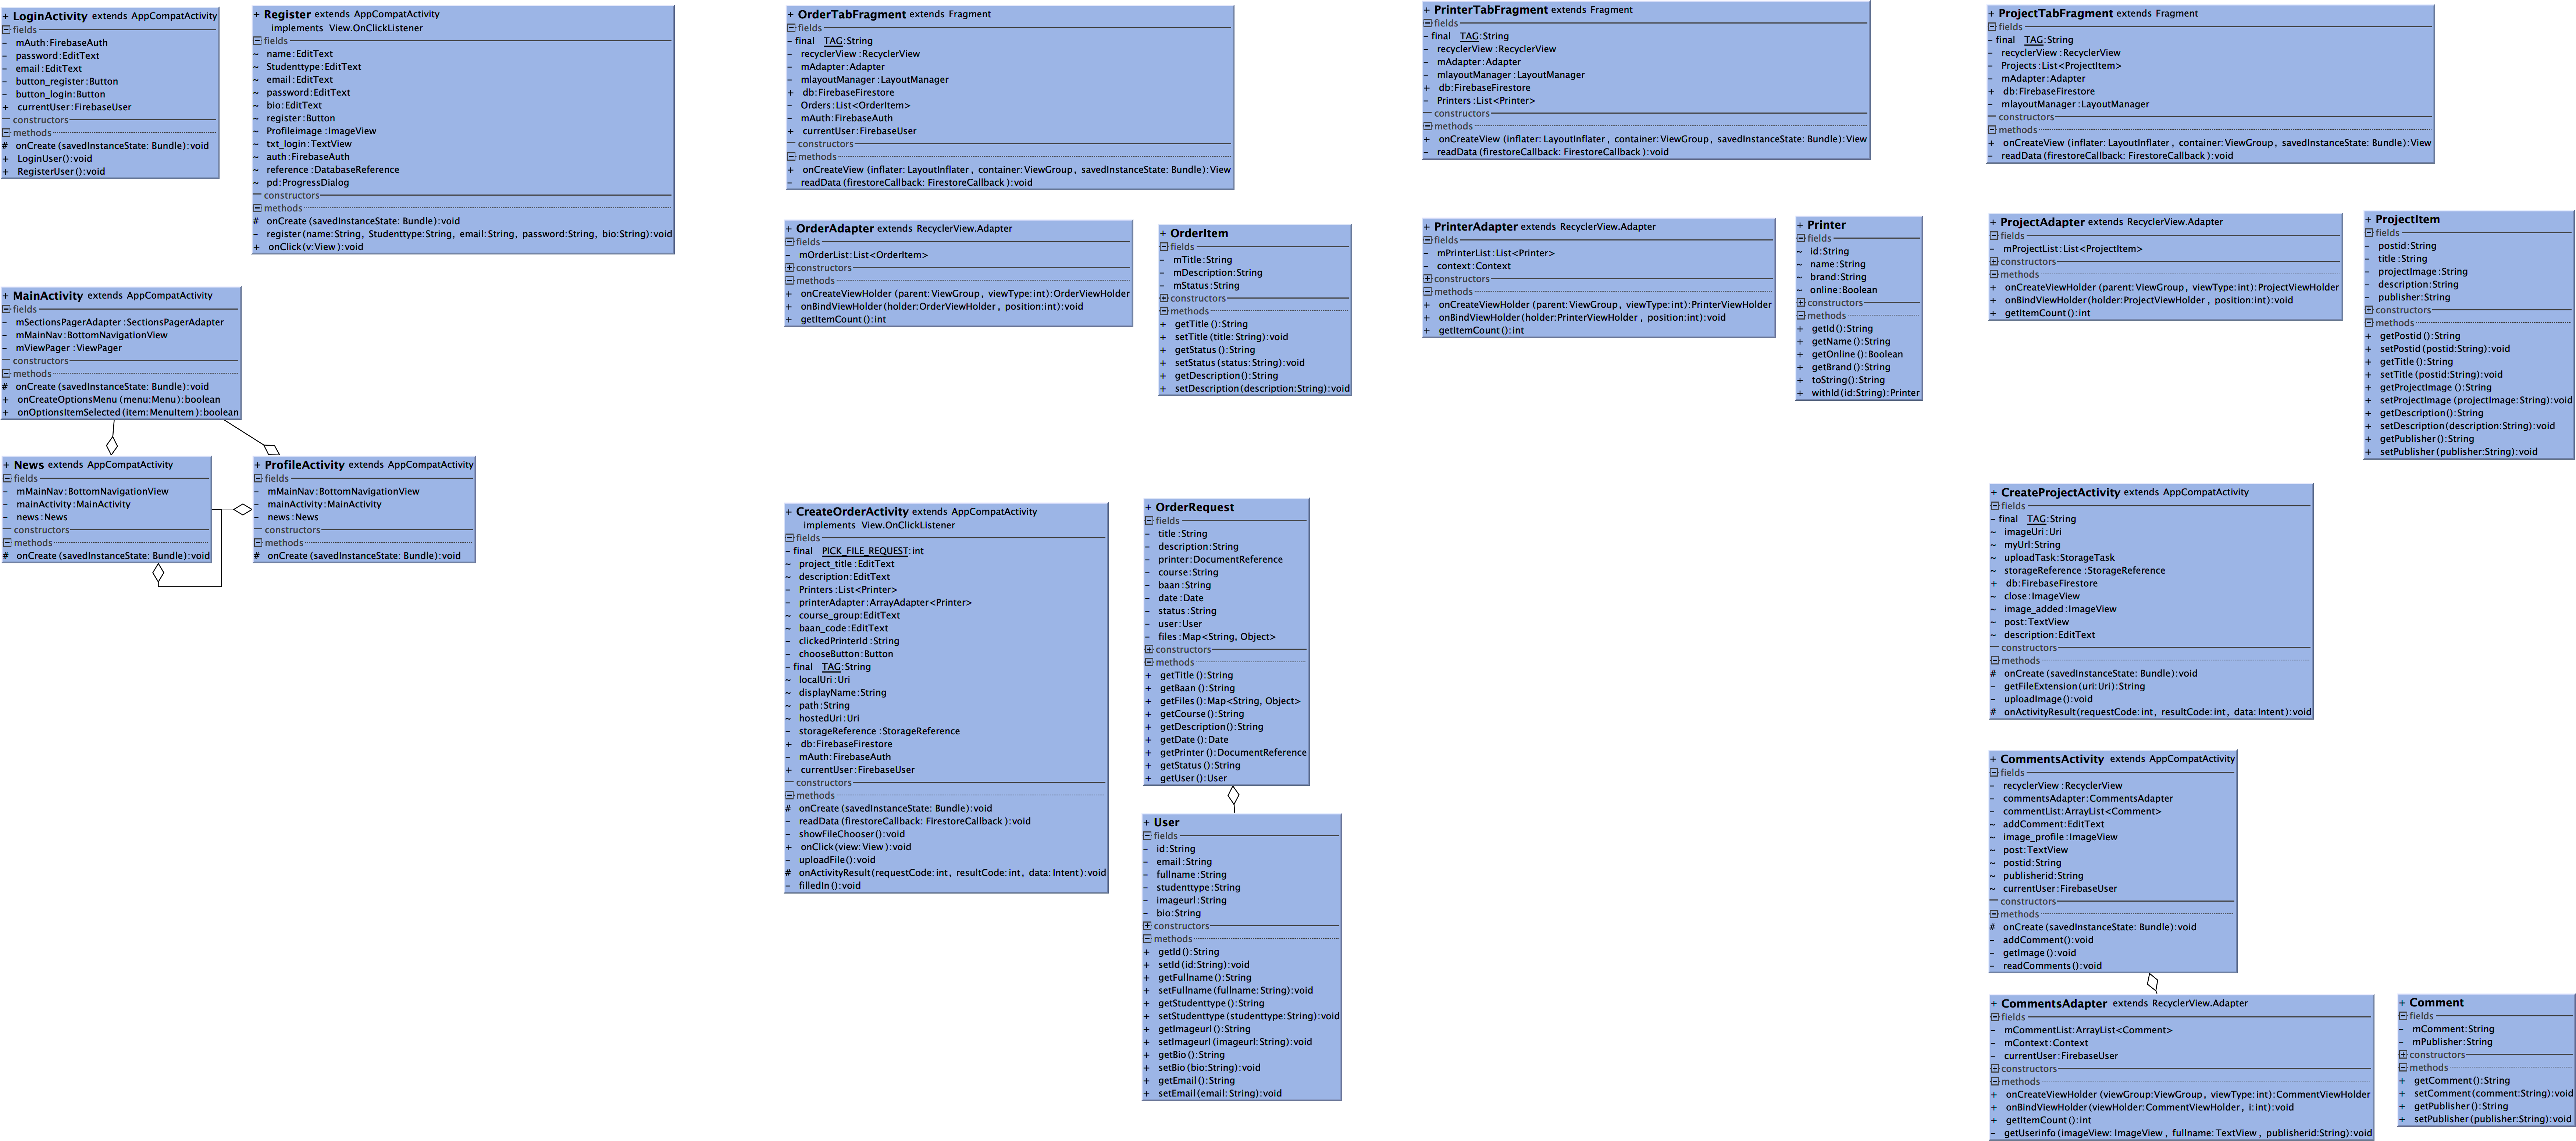 + LoginActivity extends AppCompatActivity
fields
- mAuth:FirebaseAuth
- password:EditText
- email:EditText
- button_register:Button
- button_login:Button
+ currentUser:FirebaseUser
constructors
methods
# onCreate(savedInstanceState: Bundle):void
+ LoginUser():void
+ RegisterUser():void
+ Register extends AppCompatActivity
implements View.OnClickListener
fields
~ name:EditText
~ Studenttype:EditText
~ email:EditText
~ password:EditText
~ bio:EditText
~ register:Button
~ Profileimage:ImageView
~ txt_login:TextView
~ auth:FirebaseAuth
~ reference:DatabaseReference
~ pd:ProgressDialog
constructors
methods
# onCreate(savedInstanceState: Bundle):void
- register(name:String, Studenttype:String, email:String, password:String, bio:String):void
+ onClick(v:View):void
+ MainActivity extends AppCompatActivity
fields
- mSectionsPagerAdapter:SectionsPagerAdapter
- mMainNav:BottomNavigationView
- mViewPager:ViewPager
constructors
methods
# onCreate(savedInstanceState: Bundle):void
+ onCreateOptionsMenu(menu:Menu):boolean
+ onOptionsItemSelected(item:MenuItem):boolean
+ News extends AppCompatActivity
fields
- mMainNav:BottomNavigationView
- mainActivity:MainActivity
- news:News
constructors
methods
# onCreate(savedInstanceState: Bundle):void
+ ProfileActivity extends AppCompatActivity
fields
- mMainNav:BottomNavigationView
- mainActivity:MainActivity
- news:News
constructors
methods
# onCreate(savedInstanceState: Bundle):void
+ OrderTabFragment extends Fragment
fields
- final TAG:String
- recyclerView:RecyclerView
- mAdapter:Adapter
- mlayoutManager:LayoutManager
+ db:FirebaseFirestore
- Orders:List<OrderItem>
- mAuth:FirebaseAuth
+ currentUser:FirebaseUser
constructors
methods
+ onCreateView(inflater: LayoutInflater, container:ViewGroup, savedInstanceState: Bundle):View
- readData(firestoreCallback: FirestoreCallback):void
+ OrderAdapter extends RecyclerView.Adapter
fields
- mOrderList:List<OrderItem>
constructors
methods
+ onCreateViewHolder(parent:ViewGroup, viewType:int):OrderViewHolder
+ onBindViewHolder(holder:OrderViewHolder, position:int):void
+ getItemCount():int
+ OrderItem
fields
- mTitle:String
- mDescription:String
- mStatus:String
constructors
methods
+ getTitle():String
+ setTitle(title: String):void
+ getStatus():String
+ setStatus(status:String):void
+ getDescription():String
+ setDescription(description:String):void
+ CreateOrderActivity extends AppCompatActivity
implements View.OnClickListener
fields
- final PICK_FILE_REQUEST:int
~ project_title:EditText
~ description:EditText
- Printers:List<Printer>
- printerAdapter:ArrayAdapter<Printer>
~ course_group:EditText
~ baan_code:EditText
- clickedPrinterId:String
- chooseButton:Button
- final TAG:String
~ localUri:Uri
~ displayName:String
~ path:String
~ hostedUri:Uri
- storageReference:StorageReference
+ db:FirebaseFirestore
- mAuth:FirebaseAuth
+ currentUser:FirebaseUser
constructors
methods
# onCreate(savedInstanceState: Bundle):void
- readData(firestoreCallback: FirestoreCallback):void
- showFileChooser():void
+ onClick(view:View):void
- uploadFile():void
# onActivityResult(requestCode:int, resultCode:int, data:Intent):void
- filledIn():void
+ OrderRequest
fields
- title:String
- description:String
- printer:DocumentReference
- course:String
- baan:String
- date:Date
- status:String
- user:User
- files:Map<String, Object>
constructors
methods
+ getTitle():String
+ getBaan():String
+ getFiles():Map<String, Object>
+ getCourse():String
+ getDescription():String
+ getDate():Date
+ getPrinter():DocumentReference
+ getStatus():String
+ getUser():User
+ User
fields
- id:String
- email:String
- fullname:String
- studenttype:String
- imageurl:String
- bio:String
constructors
methods
+ getId():String
+ setId(id:String):void
+ getFullname():String
+ setFullname(fullname:String):void
+ getStudenttype():String
+ setStudenttype(studenttype:String):void
+ getImageurl():String
+ setImageurl(imageurl:String):void
+ getBio():String
+ setBio(bio:String):void
+ getEmail():String
+ setEmail(email:String):void
+ PrinterTabFragment extends Fragment
fields
- final TAG:String
- recyclerView:RecyclerView
- mAdapter:Adapter
- mlayoutManager:LayoutManager
+ db:FirebaseFirestore
- Printers:List<Printer>
constructors
methods
+ onCreateView(inflater: LayoutInflater, container:ViewGroup, savedInstanceState: Bundle):View
- readData(firestoreCallback: FirestoreCallback):void
+ PrinterAdapter extends RecyclerView.Adapter
fields
- mPrinterList:List<Printer>
- context:Context
constructors
methods
+ onCreateViewHolder(parent:ViewGroup, viewType:int):PrinterViewHolder
+ onBindViewHolder(holder:PrinterViewHolder, position:int):void
+ getItemCount():int
+ Printer
fields
~ id:String
~ name:String
~ brand:String
~ online:Boolean
constructors
methods
+ getId():String
+ getName():String
+ getOnline():Boolean
+ getBrand():String
+ toString():String
+ withId(id:String):Printer
+ ProjectTabFragment extends Fragment
fields
- final TAG:String
- recyclerView:RecyclerView
- Projects:List<ProjectItem>
- mAdapter:Adapter
+ db:FirebaseFirestore
- mlayoutManager:LayoutManager
constructors
methods
+ onCreateView(inflater: LayoutInflater, container:ViewGroup, savedInstanceState: Bundle):View
- readData(firestoreCallback: FirestoreCallback):void
+ ProjectAdapter extends RecyclerView.Adapter
fields
- mProjectList:List<ProjectItem>
constructors
methods
+ onCreateViewHolder(parent:ViewGroup, viewType:int):ProjectViewHolder
+ onBindViewHolder(holder:ProjectViewHolder, position:int):void
+ getItemCount():int
+ ProjectItem
fields
- postid:String
- title:String
- projectImage:String
- description:String
- publisher:String
constructors
methods
+ getPostid():String
+ setPostid(postid:String):void
+ getTitle():String
+ setTitle(postid:String):void
+ getProjectImage():String
+ setProjectImage(projectImage:String):void
+ getDescription():String
+ setDescription(description:String):void
+ getPublisher():String
+ setPublisher(publisher:String):void
+ CreateProjectActivity extends AppCompatActivity
fields
- final TAG:String
~ imageUri:Uri
~ myUrl:String
~ uploadTask:StorageTask
~ storageReference:StorageReference
+ db:FirebaseFirestore
~ close:ImageView
~ image_added:ImageView
~ post:TextView
~ description:EditText
constructors
methods
# onCreate(savedInstanceState: Bundle):void
- getFileExtension(uri:Uri):String
- uploadImage():void
# onActivityResult(requestCode:int, resultCode:int, data:Intent):void
+ CommentsActivity extends AppCompatActivity
fields
- recyclerView:RecyclerView
- commentsAdapter:CommentsAdapter
- commentList:ArrayList<Comment>
~ addComment:EditText
~ image_profile:ImageView
~ post:TextView
~ postid:String
~ publisherid:String
~ currentUser:FirebaseUser
constructors
methods
# onCreate(savedInstanceState: Bundle):void
- addComment():void
- getImage():void
- readComments():void
+ CommentsAdapter extends RecyclerView.Adapter
fields
- mCommentList:ArrayList<Comment>
- mContext:Context
- currentUser:FirebaseUser
constructors
methods
+ onCreateViewHolder(viewGroup:ViewGroup, viewType:int):CommentViewHolder
+ onBindViewHolder(viewHolder:CommentViewHolder, i:int):void
+ getItemCount():int
- getUserinfo(imageView: ImageView, fullname:TextView, publisherid:String):void
+ Comment
fields
- mComment:String
- mPublisher:String
constructors
methods
+ getComment():String
+ setComment(comment:String):void
+ getPublisher():String
+ setPublisher(publisher:String):void